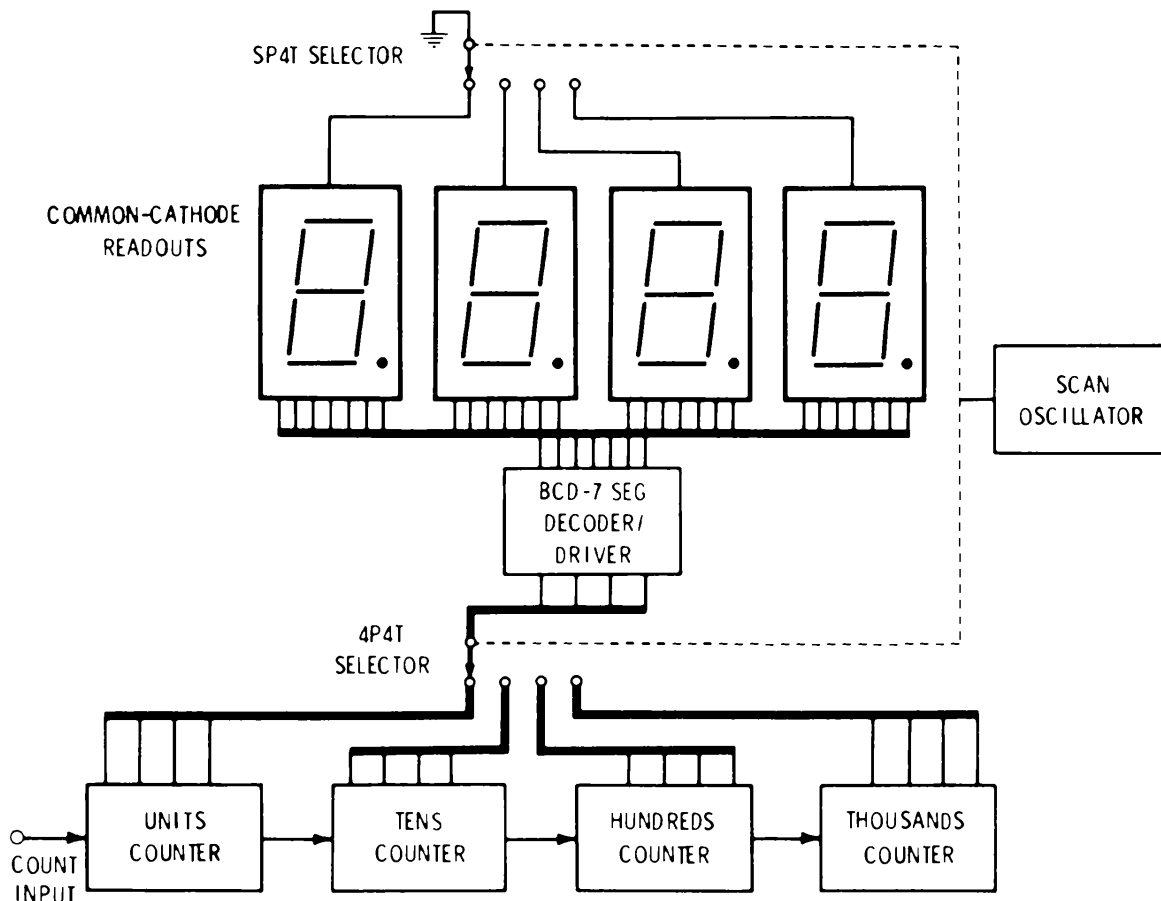 SP4T SELECTOR
COMMON-CATHODE
READOUTS
SCAN
OSCILLATOR
BCD-7 SEG
DECODER/
DRIVER
4P4T
SELECTOR
UNITS
COUNTER
TENS
COUNTER
HUNDREDS
COUNTER
THOUSANDS
COUNTER
COUNT
INPUT